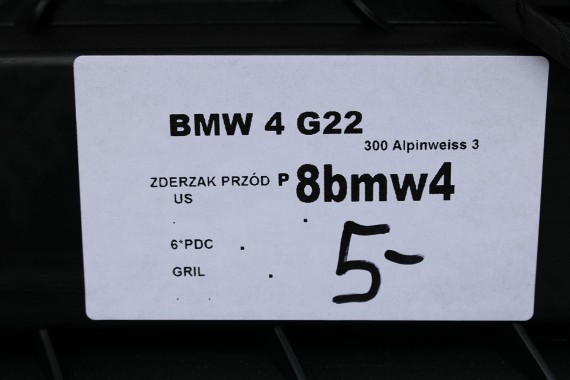 BMW 4 G22
300 Alpinweiss 3
ZDERZAK PRZÓD P 8bmw4
US
6*PDC .
GRIL .
5-